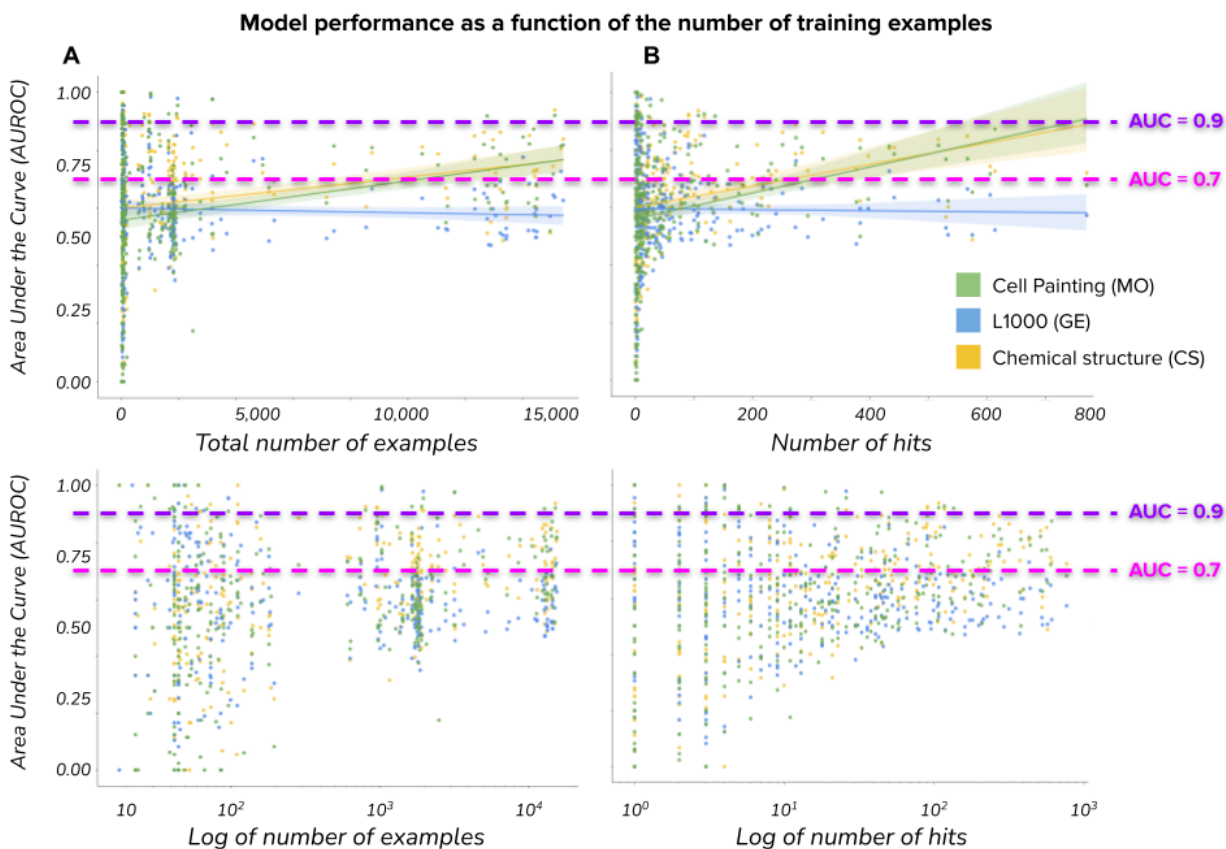 Model performance as a function of the number of training examples
A
B
Area Under the Curve (AUROC)
1.00
0.75
0.50
0.25
0.00
AUC = 0.9
AUC = 0.7
Cell Painting (MO)
L1000 (GE)
Chemical structure (CS)
0 5,000 10,000 15,000
0 200 400 600 800
Total number of examples
Number of hits
Area Under the Curve (AUROC)
1.00
0.75
0.50
0.25
0.00
AUC = 0.9
AUC = 0.7
10 10² 10³ 10⁴
10⁰ 10¹ 10² 10³
Log of number of examples
Log of number of hits